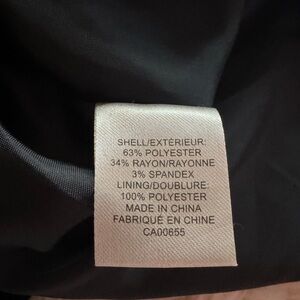 SHELL/EXTÉRIEUR:
63% POLYESTER
34% RAYON/RAYONNE
3% SPANDEX
LINING/DOUBLURE:
100% POLYESTER
MADE IN CHINA
FABRIQUÉ EN CHINE
CA00655